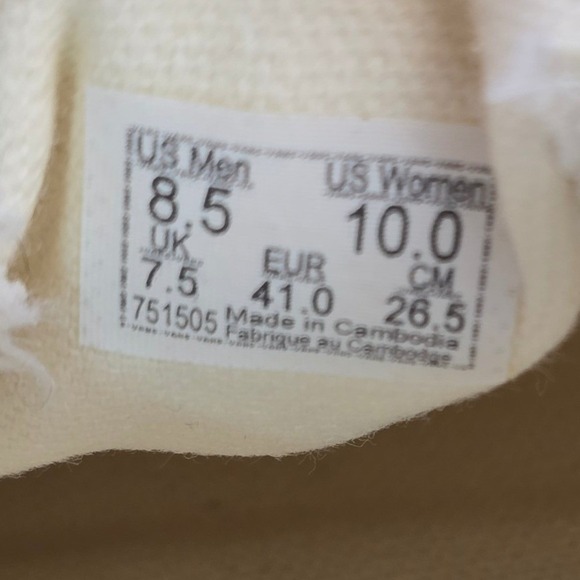 US Men US Women
8.5 10.0
UK EUR CM
7.5 41.0 26.5
751505 Made in Cambodia
Fabrique au Cambodge